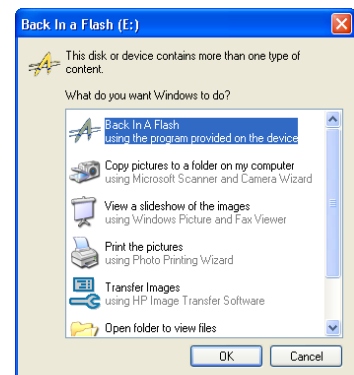 Back In a Flash (E:)
This disk or device contains more than one type of
content.
What do you want Windows to do?
Back In A Flash
using the program provided on the device
Copy pictures to a folder on my computer
using Microsoft Scanner and Camera Wizard
View a slideshow of the images
using Windows Picture and Fax Viewer
Print the pictures
using Photo Printing Wizard
Transfer Images
using HP Image Transfer Software
Open folder to view files
OK
Cancel